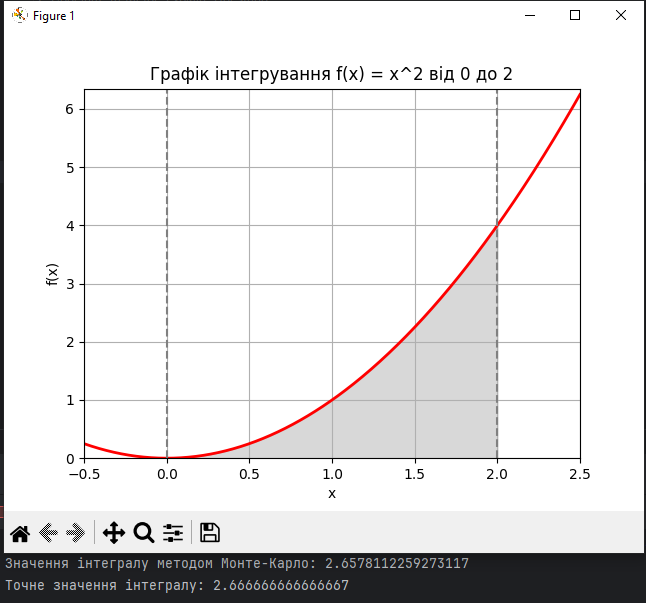 Figure 1
Графік інтегрування f(x) = x^2 від 0 до 2
6
5
4
3
2
1
0
f(x)
−0.5 0.0 0.5 1.0 1.5 2.0 2.5
x
Значення інтегралу методом Монте-Карло: 2.6578112259273117
Точне значення інтегралу: 2.666666666666667